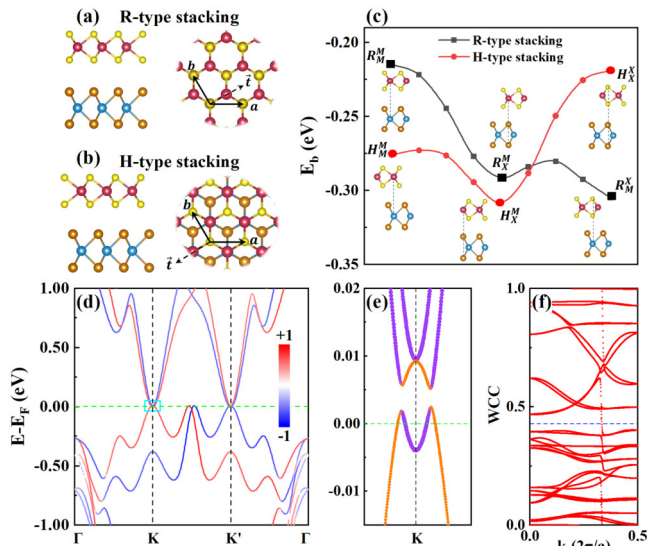 (a) R-type stacking
b
t
a
(b) H-type stacking
b
a
t
(c)
R-type stacking
H-type stacking
E_b (eV)
-0.20
-0.25
-0.30
-0.35
R_M^M
H_M^M
R_X^M
H_X^M
H_X^X
R_M^X
(d)
E-E_F (eV)
1.00
0.50
0.00
-0.50
-1.00
+1
-1
Γ K K' Γ
(e)
0.02
0.01
0.00
-0.01
K
(f)
WCC
1.0
0.5
0.0
0.0 0.5